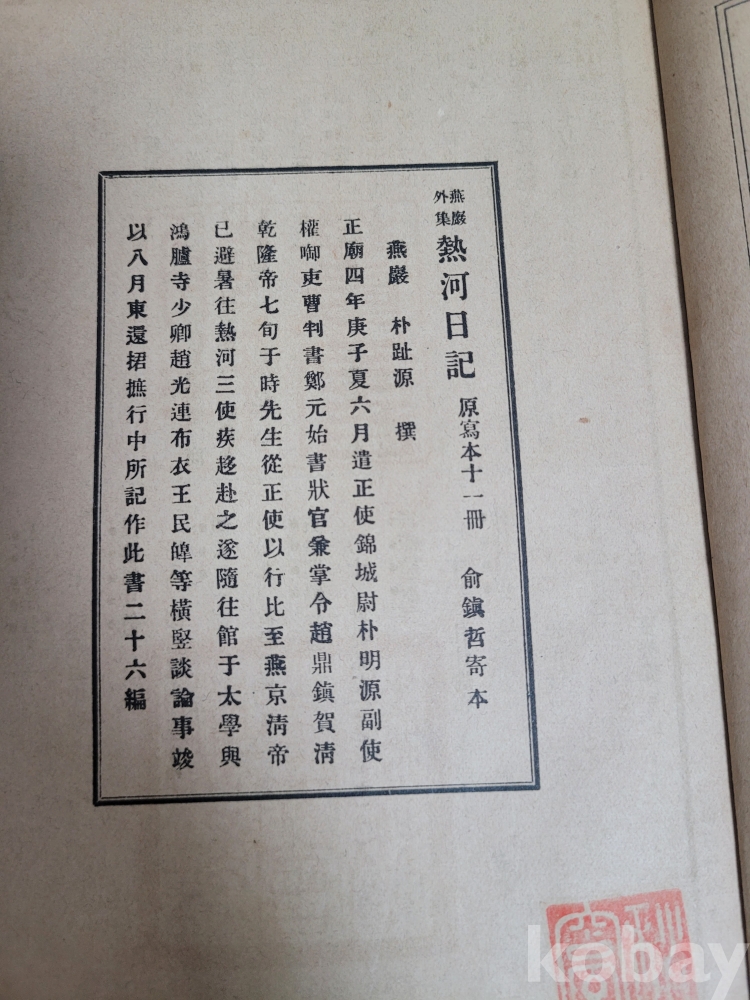 燕巖外集 熱河日記 原寫本十一冊 俞鎭哲寄本
燕巖 朴趾源 撰
正廟四年庚子夏六月遣正使錦城尉朴明源副使
權啣吏曹判書鄭元始書狀官兼掌令趙鼎鎭賀淸
乾隆帝七旬于時先生從正使以行比至燕京淸帝
已避暑往熱河三使疾趍赴之遂隨往館于太學與
鴻臚寺少卿趙光連布衣王民皥等橫竪談論事竣
以八月東還捃摭行中所記作此書二十六編
kobay